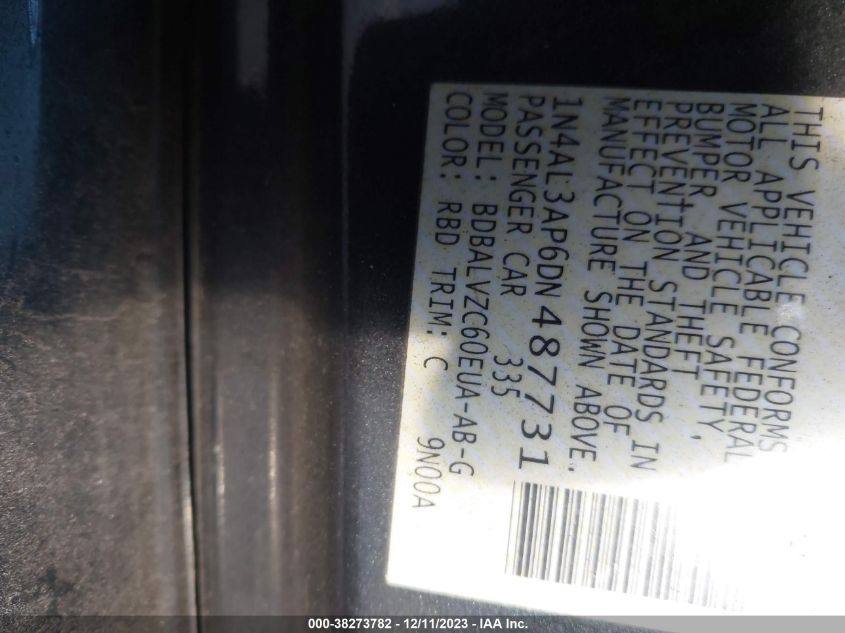 THIS VEHICLE CONFORMS
ALL APPLICABLE FEDERAL
MOTOR VEHICLE SAFETY,
BUMPER, AND THEFT
PREVENTION STANDARDS IN
EFFECT ON THE DATE OF
MANUFACTURE SHOWN ABOVE.
1N4AL3AP6DN487731
PASSENGER CAR 335
MODEL: BDBALVZC60EUA-AB-G
COLOR: RBD TRIM: C 9N00A
000-38273782 - 12/11/2023 - IAA Inc.